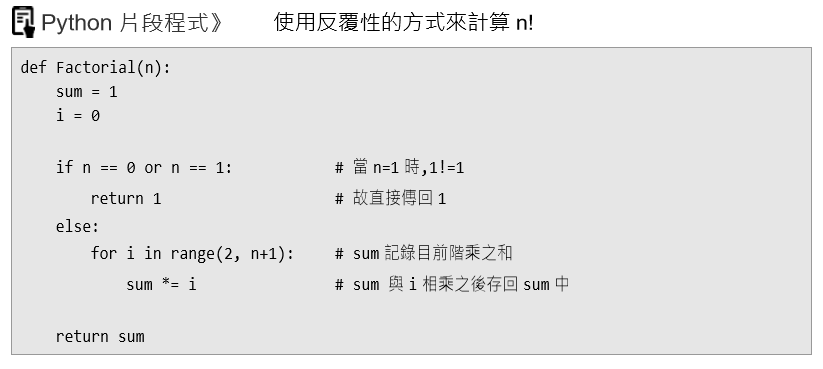 Python 片段程式》 使用反覆性的方式來計算 n!
def Factorial(n):
    sum = 1
    i = 0
    if n == 0 or n == 1: # 當 n=1 時,1!=1
        return 1 # 故直接傳回 1
    else:
        for i in range(2, n+1): # sum 記錄目前階乘之和
            sum *= i # sum 與 i 相乘之後存回 sum 中
    return sum